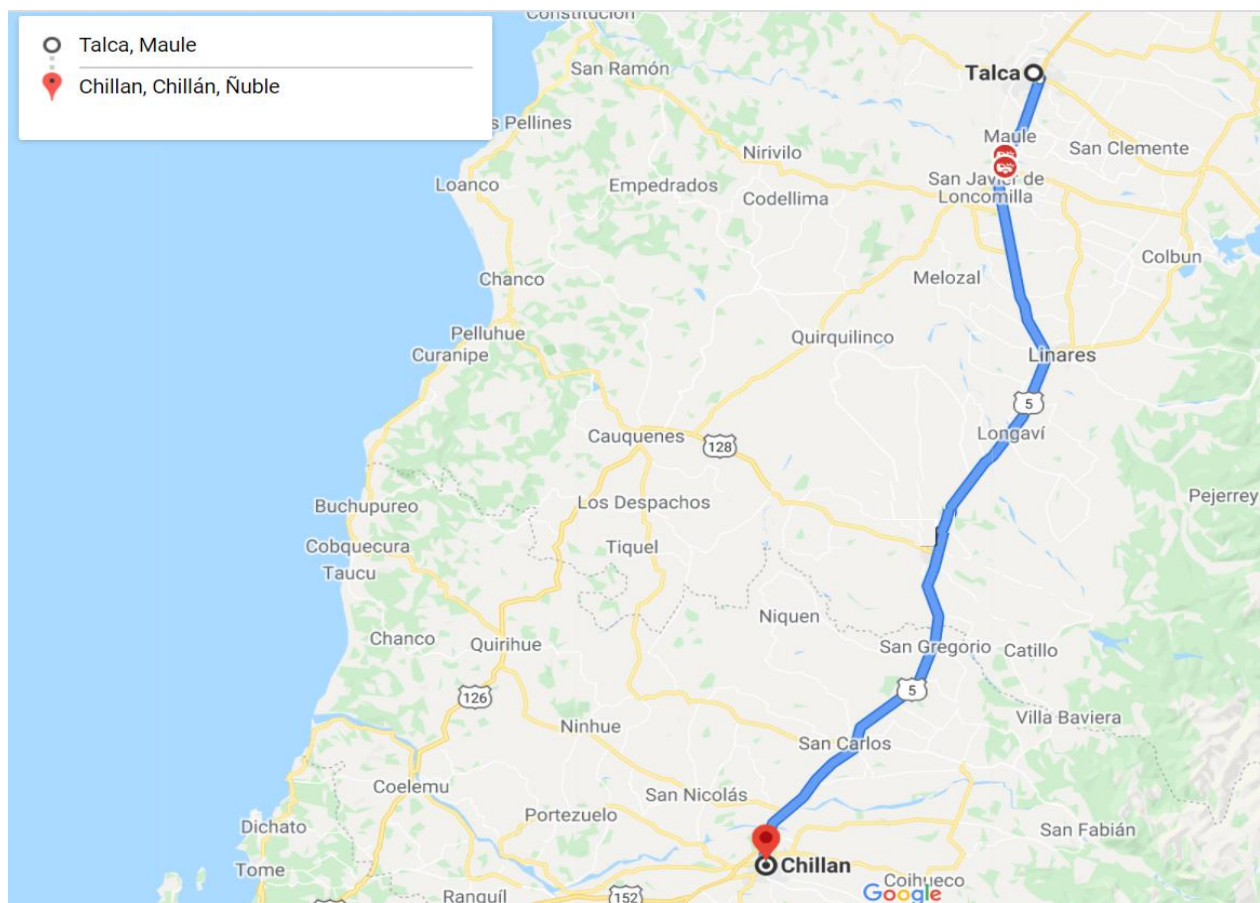 Talca, Maule
Chillan, Chillán, Ñuble
Constitución
San Ramón
Talca
s Pellines
Maule
San Clemente
Nirivilo
Loanco
Empedrados
Codellima
San Javier de
Loncomilla
Colbun
Chanco
Melozal
Pelluhue
Curanipe
Quirquilinco
Linares
5
Cauquenes
128
Longaví
Buchupureo
Los Despachos
Pejerrey
Cobquecura
Taucu
Tiquel
Niquen
Chanco
Quirihue
San Gregorio
Catillo
126
5
Ninhue
Villa Baviera
San Carlos
Coelemu
San Nicolás
Portezuelo
Dichato
San Fabián
Tome
Chillan
Coihueco
Ranquíl
152
Google